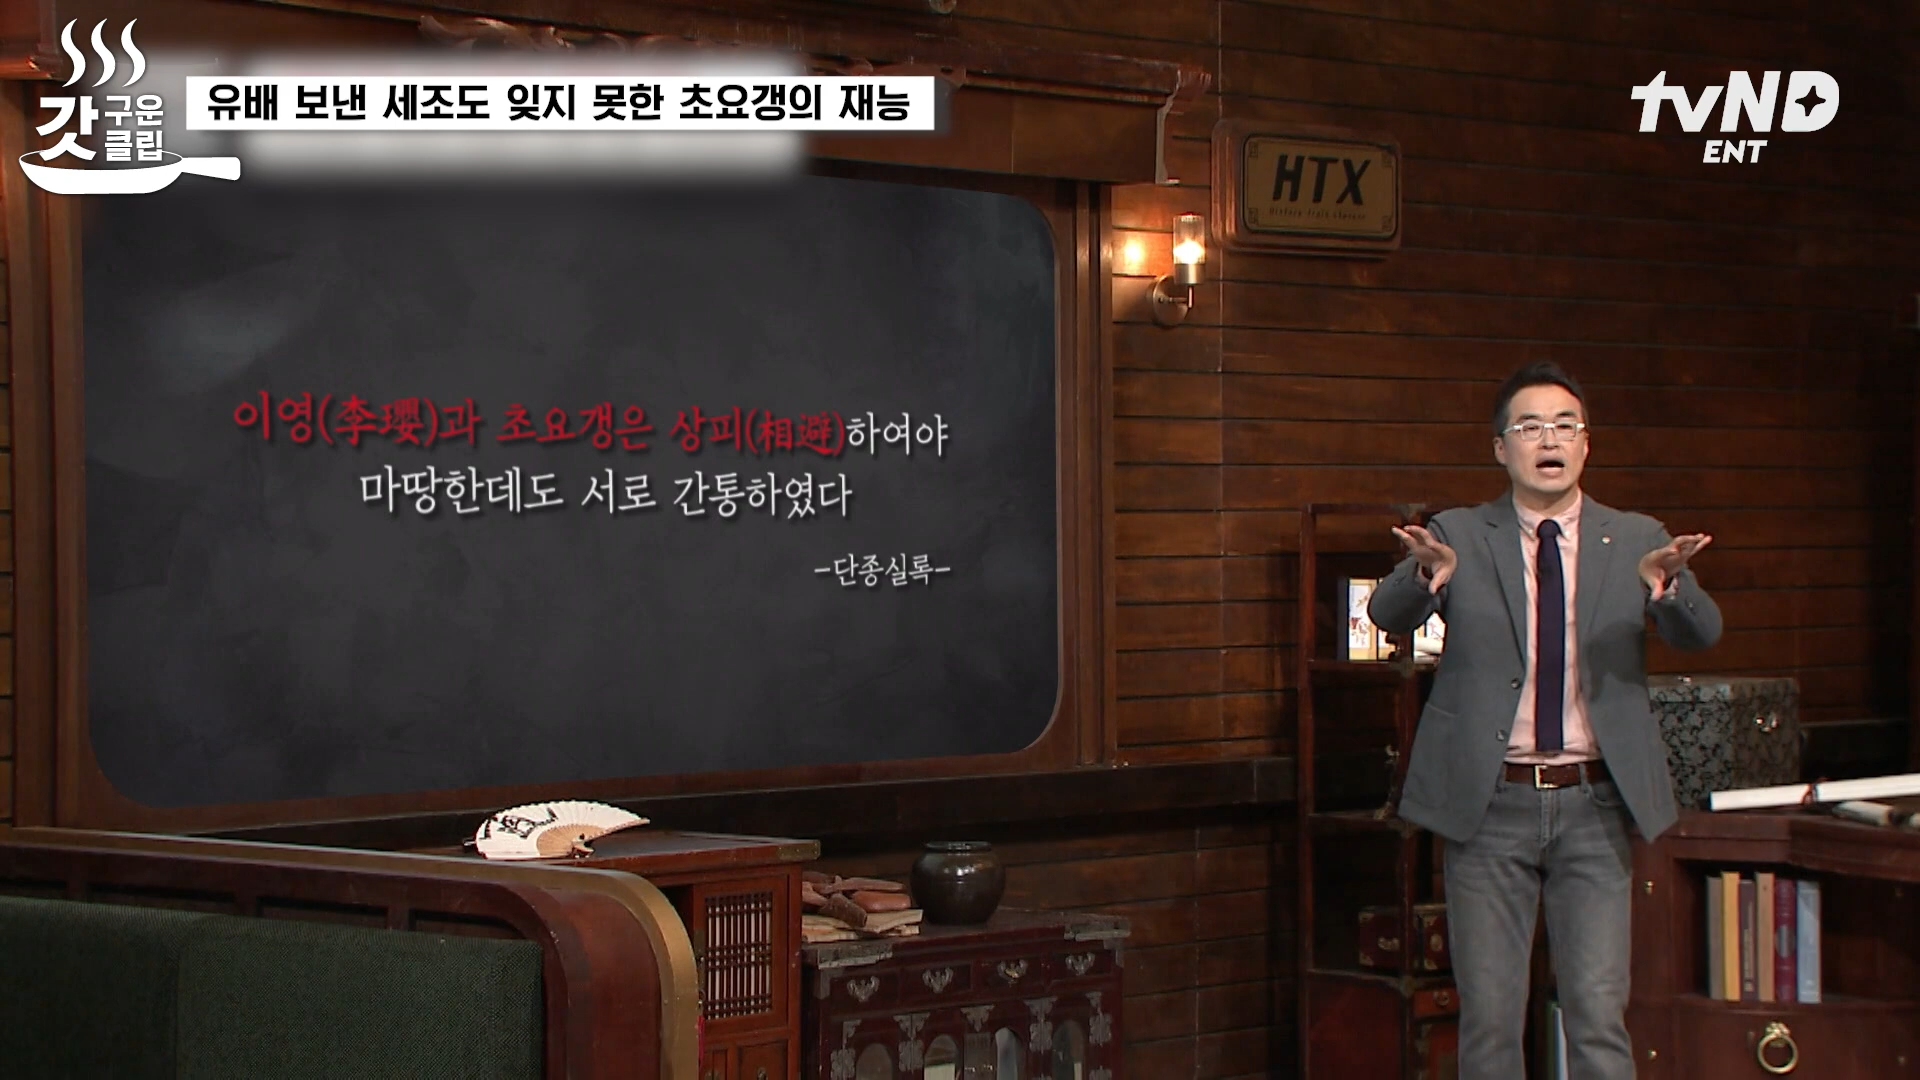 갓구운클립
유배 보낸 세조도 잊지 못한 초요갱의 재능
tvND
ENT
HTX
이영(李瓔)과 초요갱은 상피(相避)하여야
마땅한데도 서로 간통하였다
-단종실록-